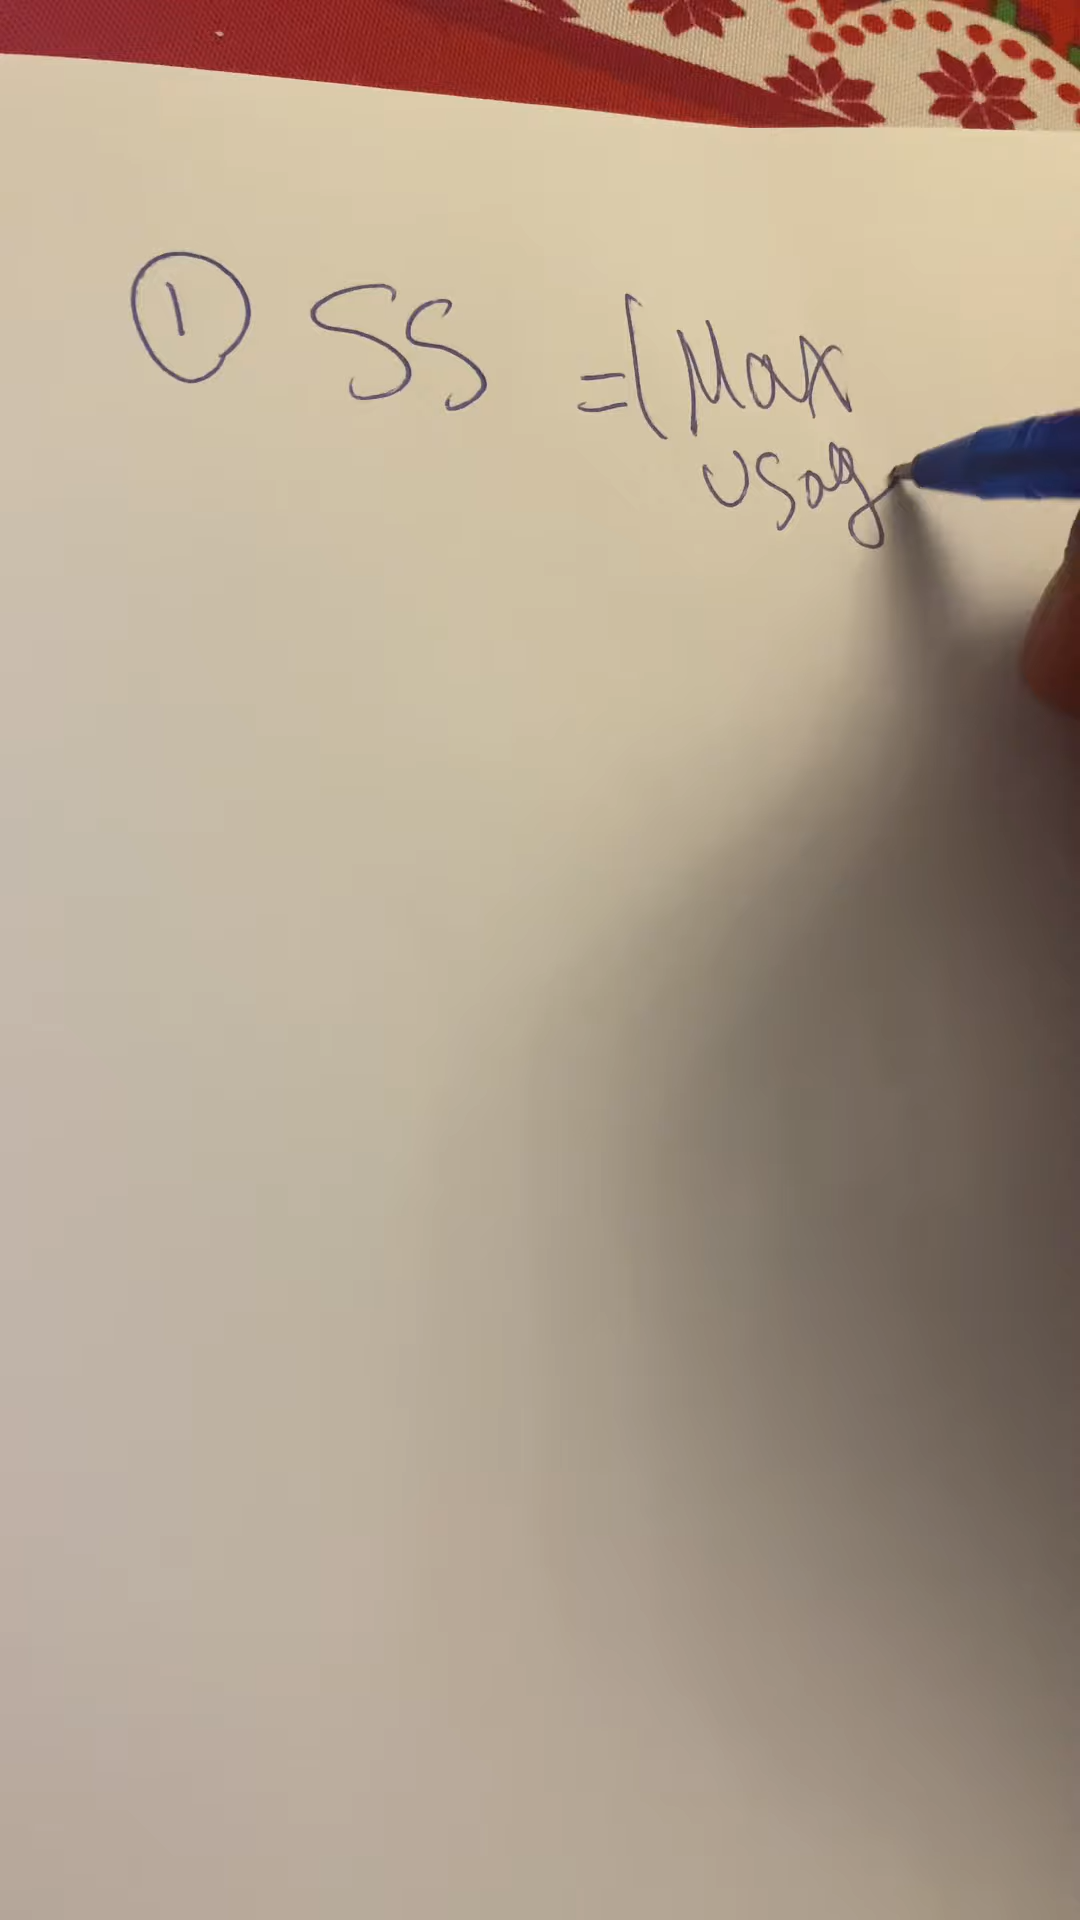 ① SS = (Max
usag